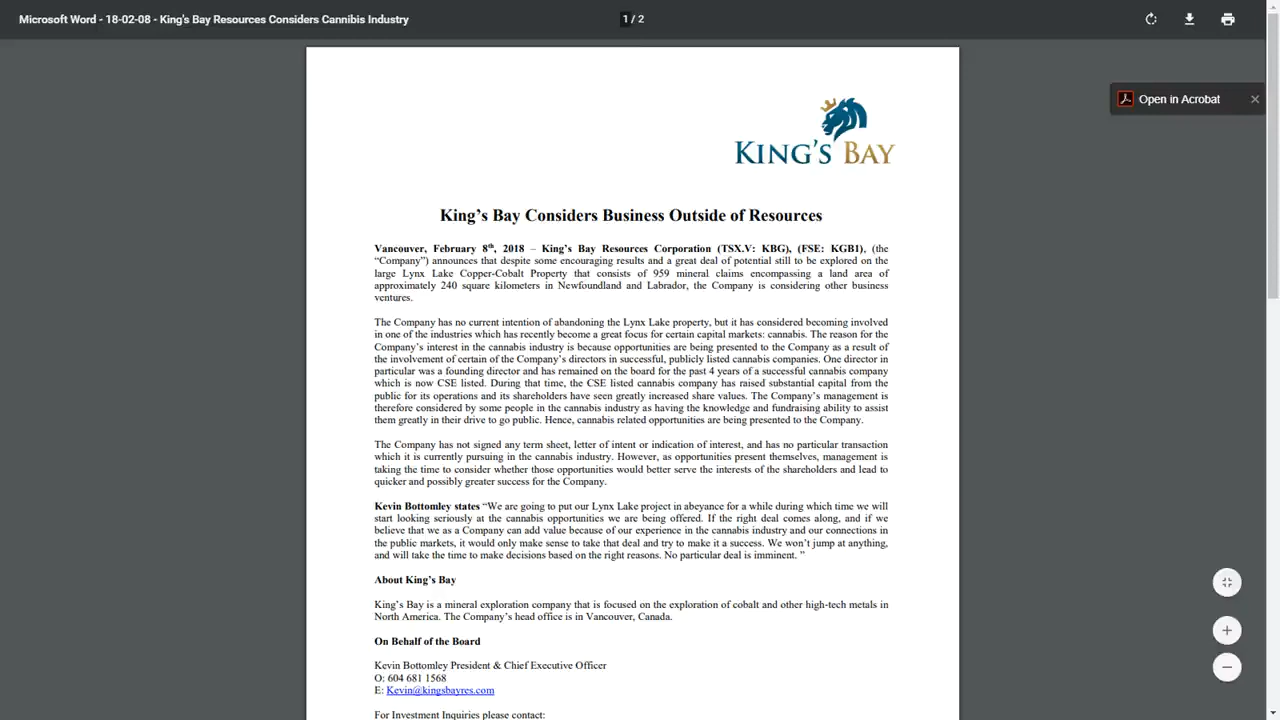 Microsoft Word - 18-02-08 - King's Bay Resources Considers Cannibis Industry
1 / 2
Open in Acrobat
KING'S BAY
King's Bay Considers Business Outside of Resources
Vancouver, February 8th, 2018 – King's Bay Resources Corporation (TSX.V: KBG), (FSE: KGB1), (the
"Company") announces that despite some encouraging results and a great deal of potential still to be explored on the
large Lynx Lake Copper-Cobalt Property that consists of 959 mineral claims encompassing a land area of
approximately 240 square kilometers in Newfoundland and Labrador, the Company is considering other business
ventures.
The Company has no current intention of abandoning the Lynx Lake property, but it has considered becoming involved
in one of the industries which has recently become a great focus for certain capital markets: cannabis. The reason for the
Company's interest in the cannabis industry is because opportunities are being presented to the Company as a result of
the involvement of certain of the Company's directors in successful, publicly listed cannabis companies. One director in
particular was a founding director and has remained on the board for the past 4 years of a successful cannabis company
which is now CSE listed. During that time, the CSE listed cannabis company has raised substantial capital from the
public for its operations and its shareholders have seen greatly increased share values. The Company's management is
therefore considered by some people in the cannabis industry as having the knowledge and fundraising ability to assist
them greatly in their drive to go public. Hence, cannabis related opportunities are being presented to the Company.
The Company has not signed any term sheet, letter of intent or indication of interest, and has no particular transaction
which it is currently pursuing in the cannabis industry. However, as opportunities present themselves, management is
taking the time to consider whether those opportunities would better serve the interests of the shareholders and lead to
quicker and possibly greater success for the Company.
Kevin Bottomley states "We are going to put our Lynx Lake project in abeyance for a while during which time we will
start looking seriously at the cannabis opportunities we are being offered. If the right deal comes along, and if we
believe that we as a Company can add value because of our experience in the cannabis industry and our connections in
the public markets, it would only make sense to take that deal and try to make it a success. We won't jump at anything,
and will take the time to make decisions based on the right reasons. No particular deal is imminent. "
About King's Bay
King's Bay is a mineral exploration company that is focused on the exploration of cobalt and other high-tech metals in
North America. The Company's head office is in Vancouver, Canada.
On Behalf of the Board
Kevin Bottomley President & Chief Executive Officer
O: 604 681 1568
E: Kevin@kingsbayres.com
For Investment Inquiries please contact: